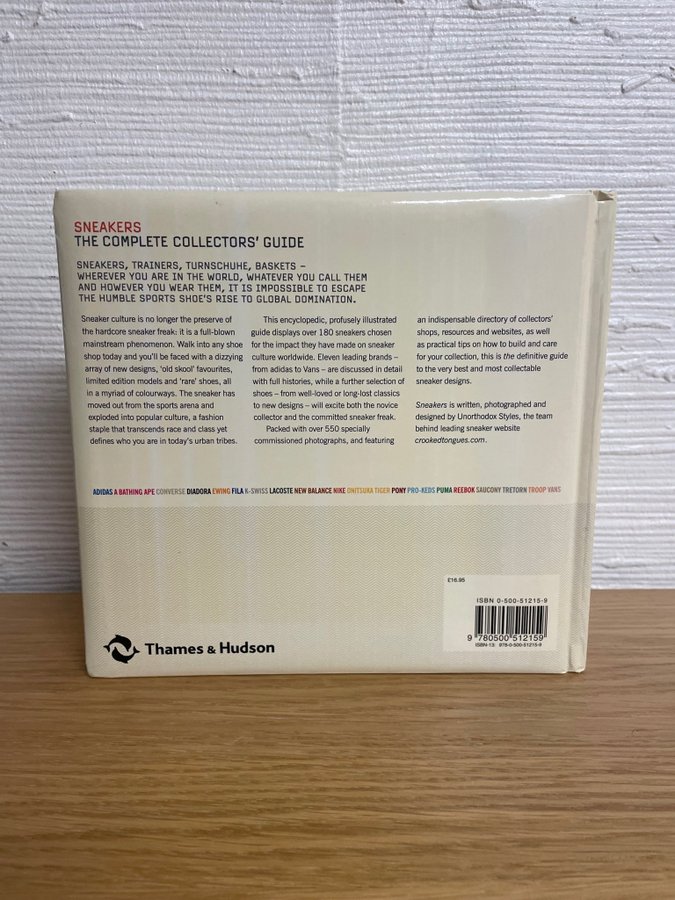 SNEAKERS
THE COMPLETE COLLECTORS' GUIDE
SNEAKERS, TRAINERS, TURNSCHUHE, BASKETS –
WHEREVER YOU ARE IN THE WORLD, WHATEVER YOU CALL THEM
AND HOWEVER YOU WEAR THEM, IT IS IMPOSSIBLE TO ESCAPE
THE HUMBLE SPORTS SHOE'S RISE TO GLOBAL DOMINATION.
Sneaker culture is no longer the preserve of
the hardcore sneaker freak: it is a full-blown
mainstream phenomenon. Walk into any shoe
shop today and you'll be faced with a dizzying
array of new designs, 'old skool' favourites,
limited edition models and 'rare' shoes, all
in a myriad of colourways. The sneaker has
moved out from the sports arena and
exploded into popular culture, a fashion
staple that transcends race and class yet
defines who you are in today's urban tribes.
This encyclopedic, profusely illustrated
guide displays over 180 sneakers chosen
for the impact they have made on sneaker
culture worldwide. Eleven leading brands –
from adidas to Vans – are discussed in detail
with full histories, while a further selection of
shoes – from well-loved or long-lost classics
to new designs – will excite both the novice
collector and the committed sneaker freak.
Packed with over 550 specially
commissioned photographs, and featuring
an indispensable directory of collectors'
shops, resources and websites, as well
as practical tips on how to build and care
for your collection, this is the definitive guide
to the very best and most collectable
sneaker designs.
Sneakers is written, photographed and
designed by Unorthodox Styles, the team
behind leading sneaker website
crookedtongues.com.
ADIDAS A BATHING APE CONVERSE DIADORA EWING FILA K-SWISS LACOSTE NEW BALANCE NIKE ONITSUKA TIGER PONY PRO-KEDS PUMA REEBOK SAUCONY TRETORN TROOP VANS
£16.95
ISBN 0-500-51215-9
9 780500 512159
ISBN-13: 978-0-500-51215-9
Thames & Hudson